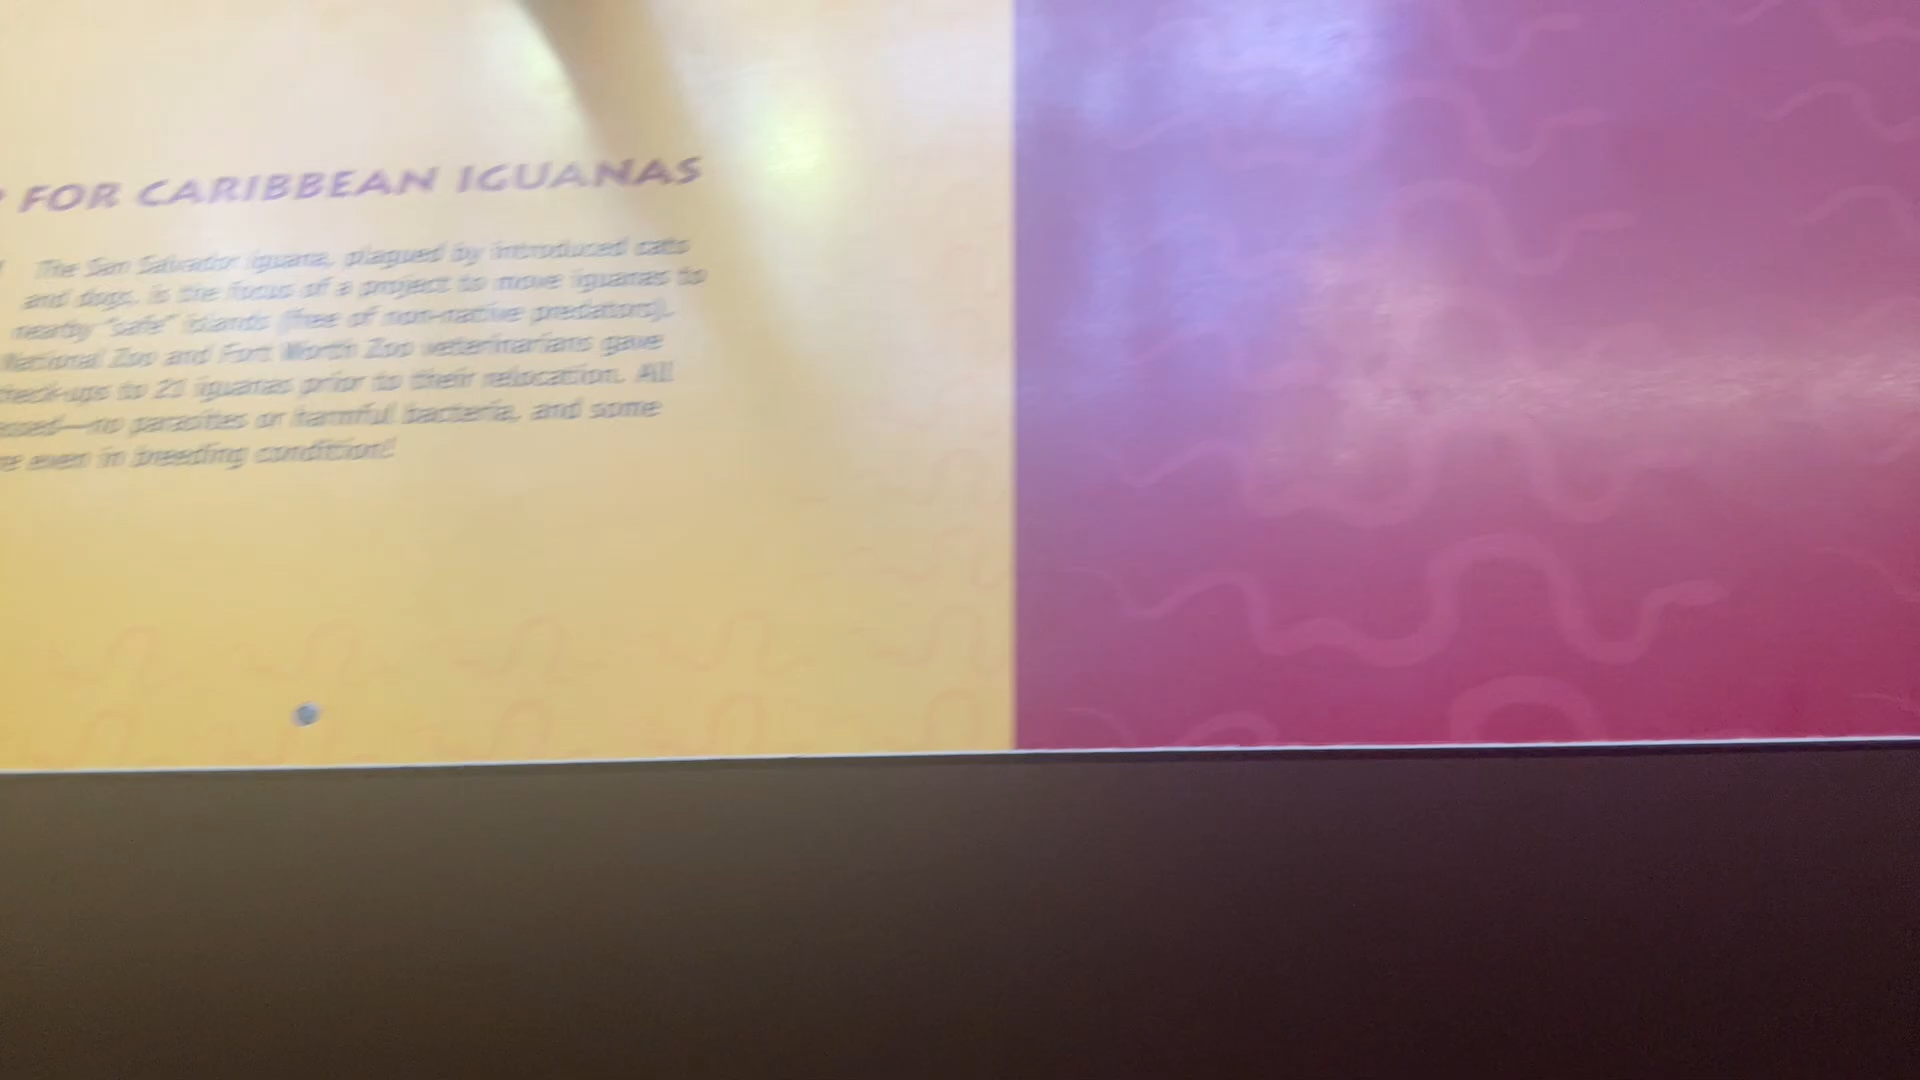 FOR CARIBBEAN IGUANAS
The San Salvador iguana, plagued by introduced cats
and dogs, is the focus of a project to move iguanas to
nearby "safe" islands (free of non-native predators).
National Zoo and Fort Worth Zoo veterinarians gave
check-ups to 21 iguanas prior to their relocation. All
—no parasites or harmful bacteria, and some
even in breeding condition!